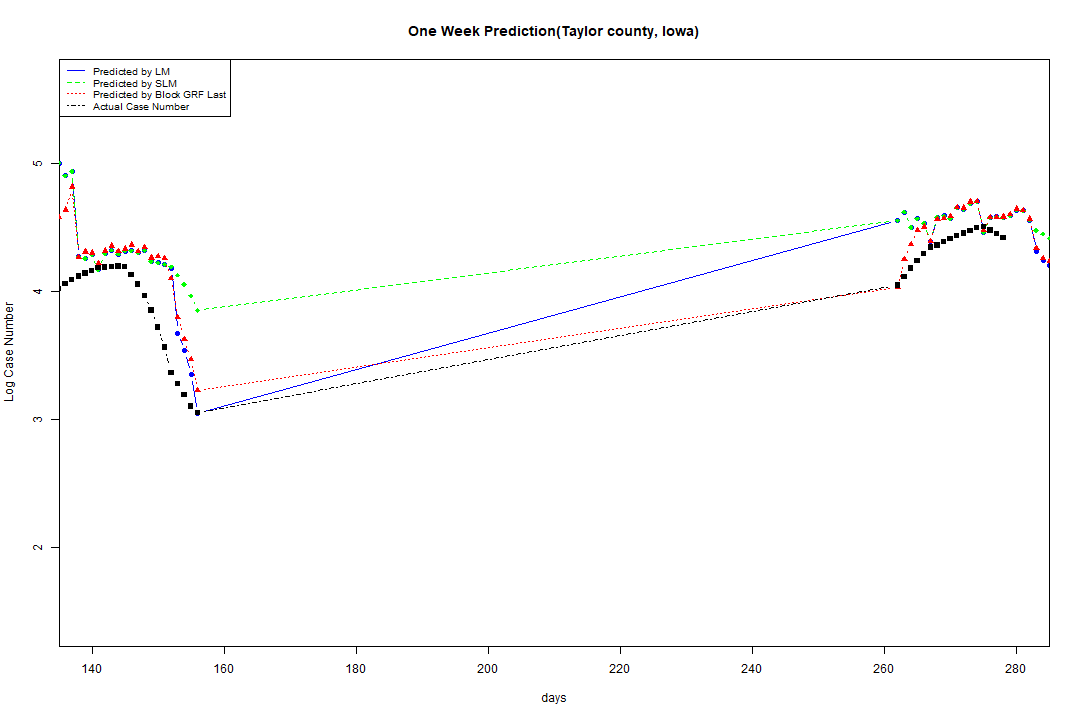 One Week Prediction(Taylor county, Iowa)
Predicted by LM
Predicted by SLM
Predicted by Block GRF Last
Actual Case Number
5
4
3
2
Log Case Number
140 160 180 200 220 240 260 280
days